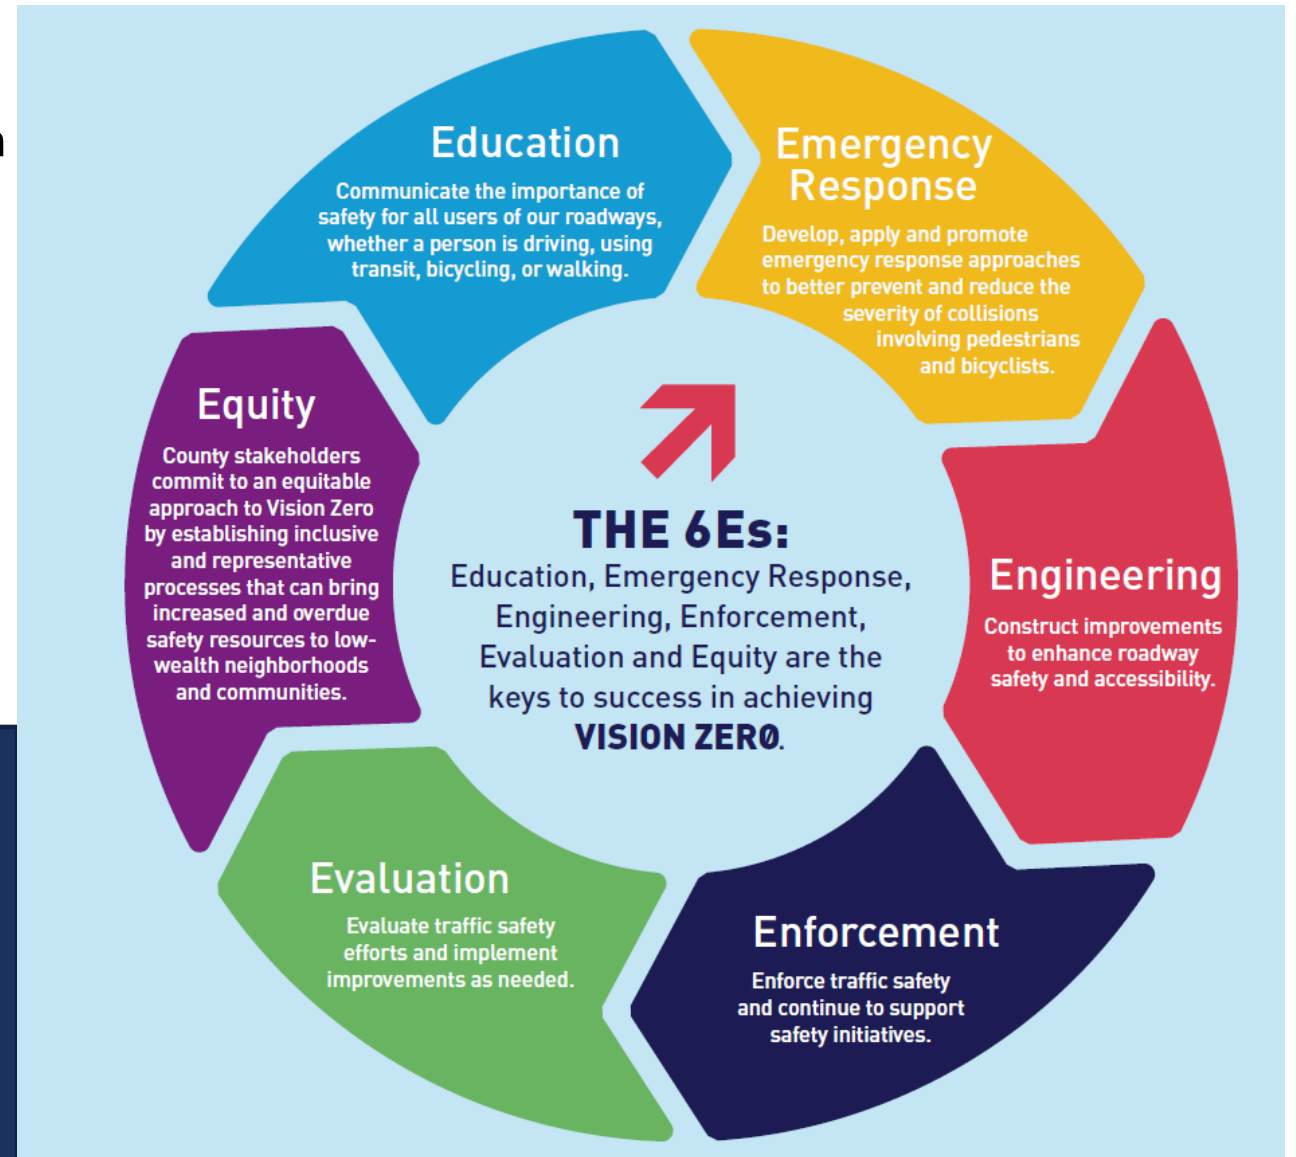 Education
Communicate the importance of
safety for all users of our roadways,
whether a person is driving, using
transit, bicycling, or walking.
Emergency
Response
Develop, apply and promote
emergency response approaches
to better prevent and reduce the
severity of collisions
involving pedestrians
and bicyclists.
Engineering
Construct improvements
to enhance roadway
safety and accessibility.
Enforcement
Enforce traffic safety
and continue to support
safety initiatives.
Evaluation
Evaluate traffic safety
efforts and implement
improvements as needed.
Equity
County stakeholders
commit to an equitable
approach to Vision Zero
by establishing inclusive
and representative
processes that can bring
increased and overdue
safety resources to low-
wealth neighborhoods
and communities.
THE 6Es:
Education, Emergency Response,
Engineering, Enforcement,
Evaluation and Equity are the
keys to success in achieving
VISION ZERØ.